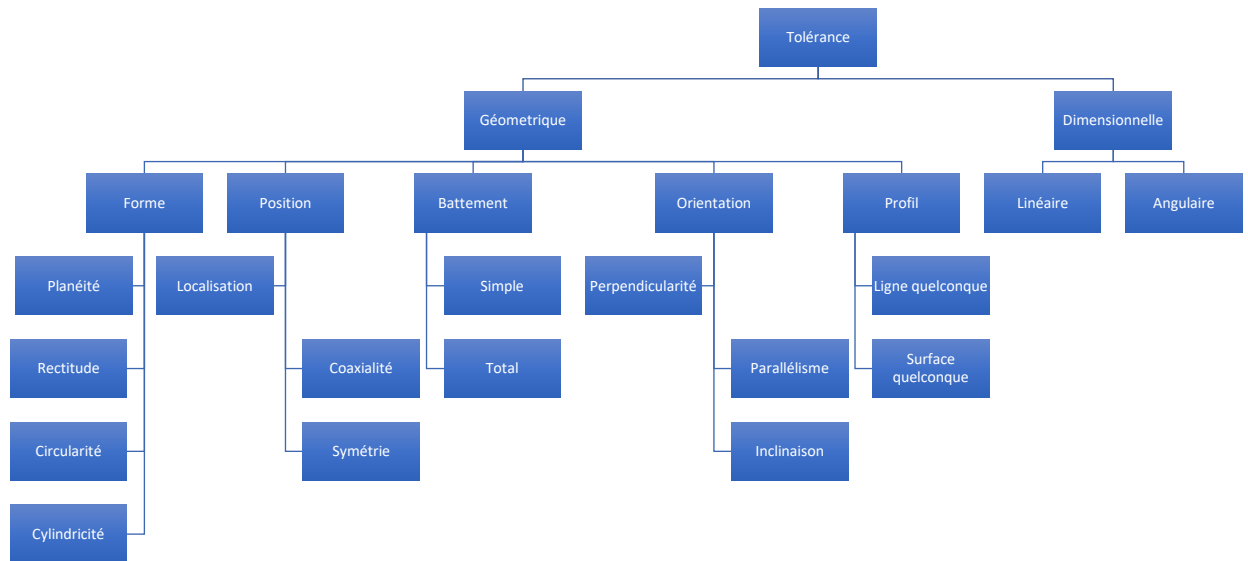 Tolérance
Géometrique
Dimensionnelle
Forme
Position
Battement
Orientation
Profil
Linéaire
Angulaire
Planéité
Localisation
Simple
Perpendicularité
Ligne quelconque
Rectitude
Coaxialité
Total
Parallélisme
Surface
quelconque
Circularité
Symétrie
Inclinaison
Cylindricité